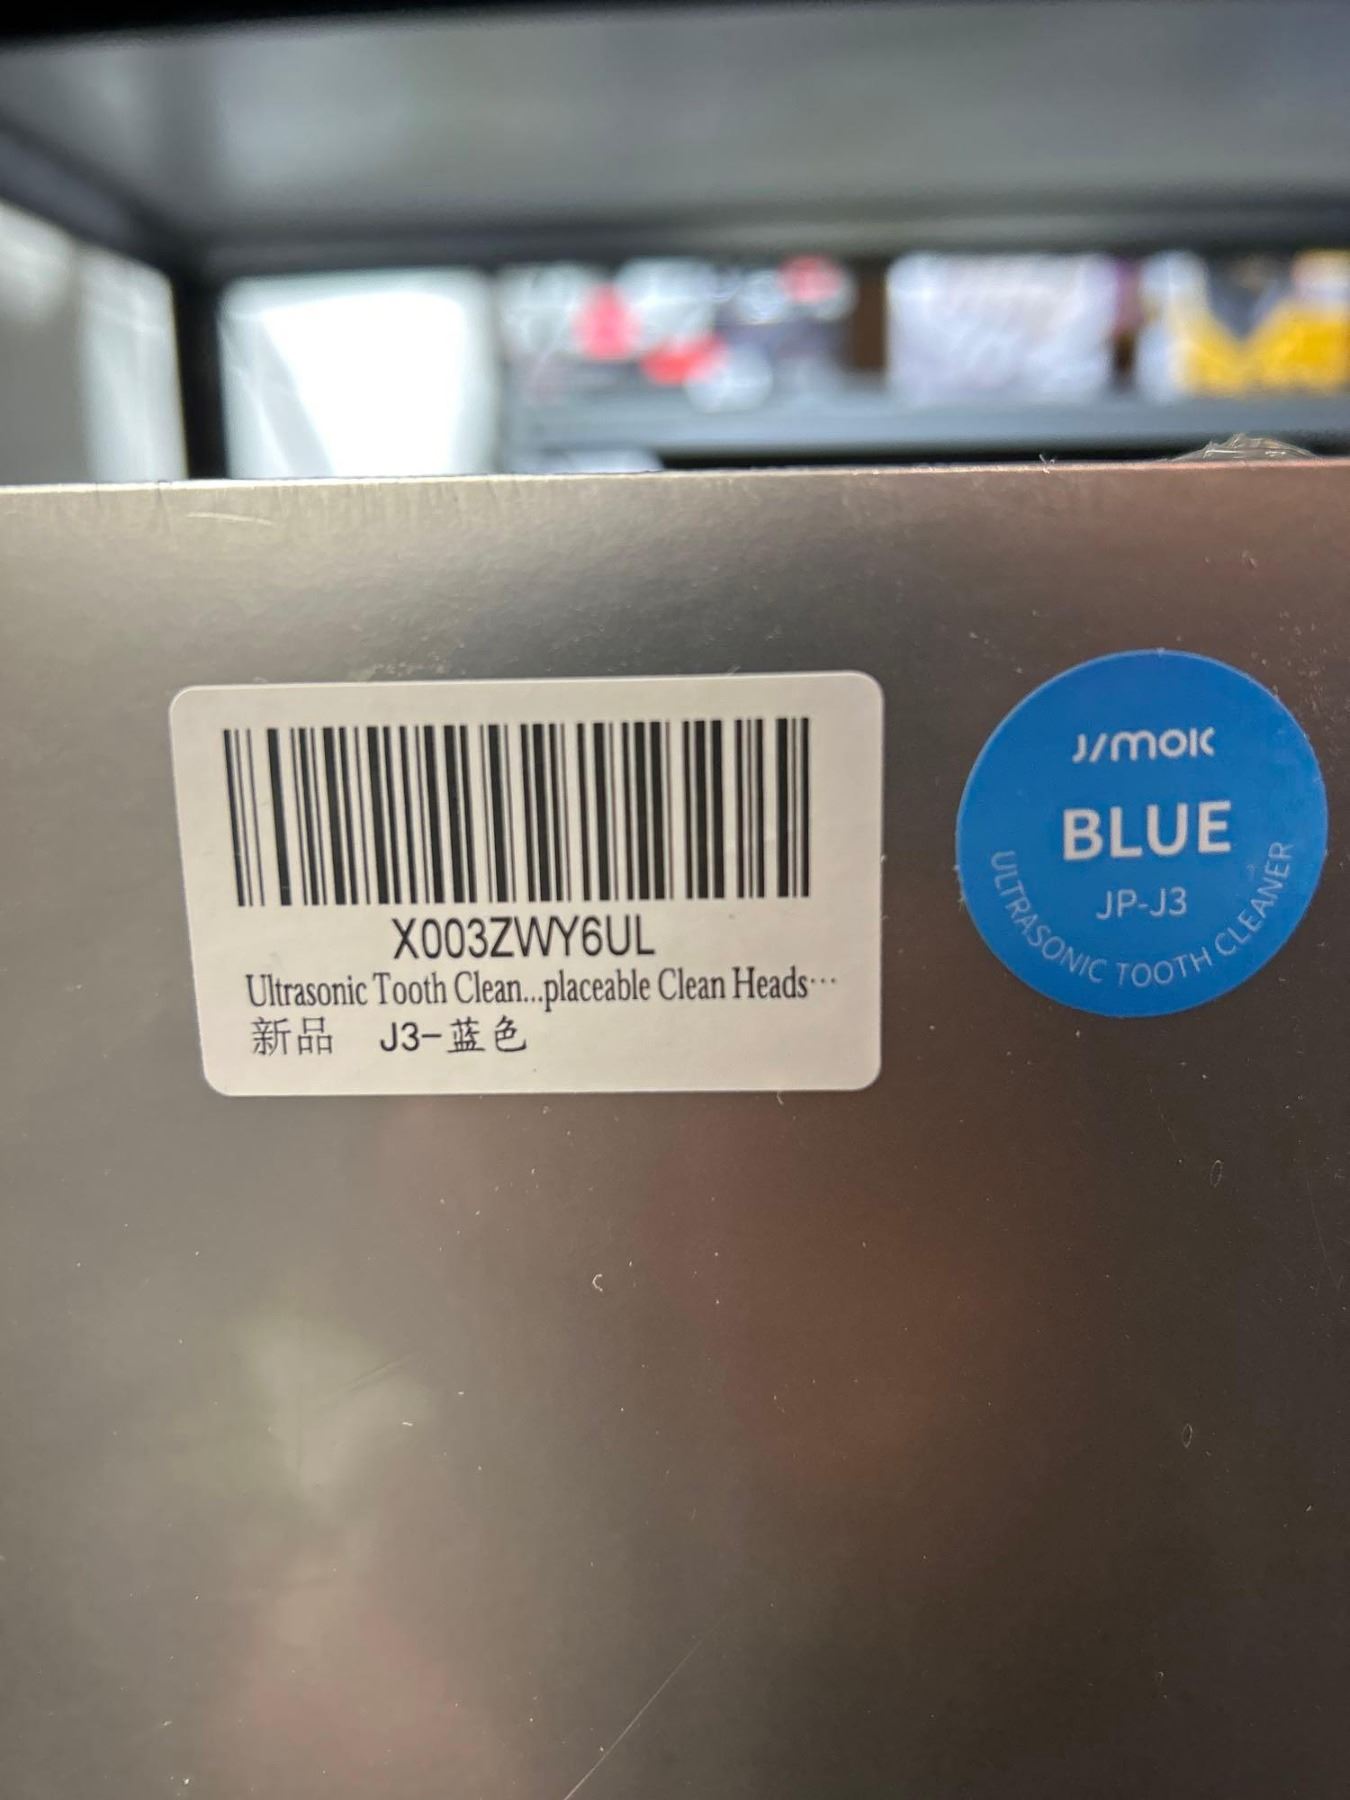 X003ZWY6UL
Ultrasonic Tooth Clean...placeable Clean Heads…
新品 J3-蓝色
J/MOK
BLUE
JP-J3
ULTRASONIC TOOTH CLEANER